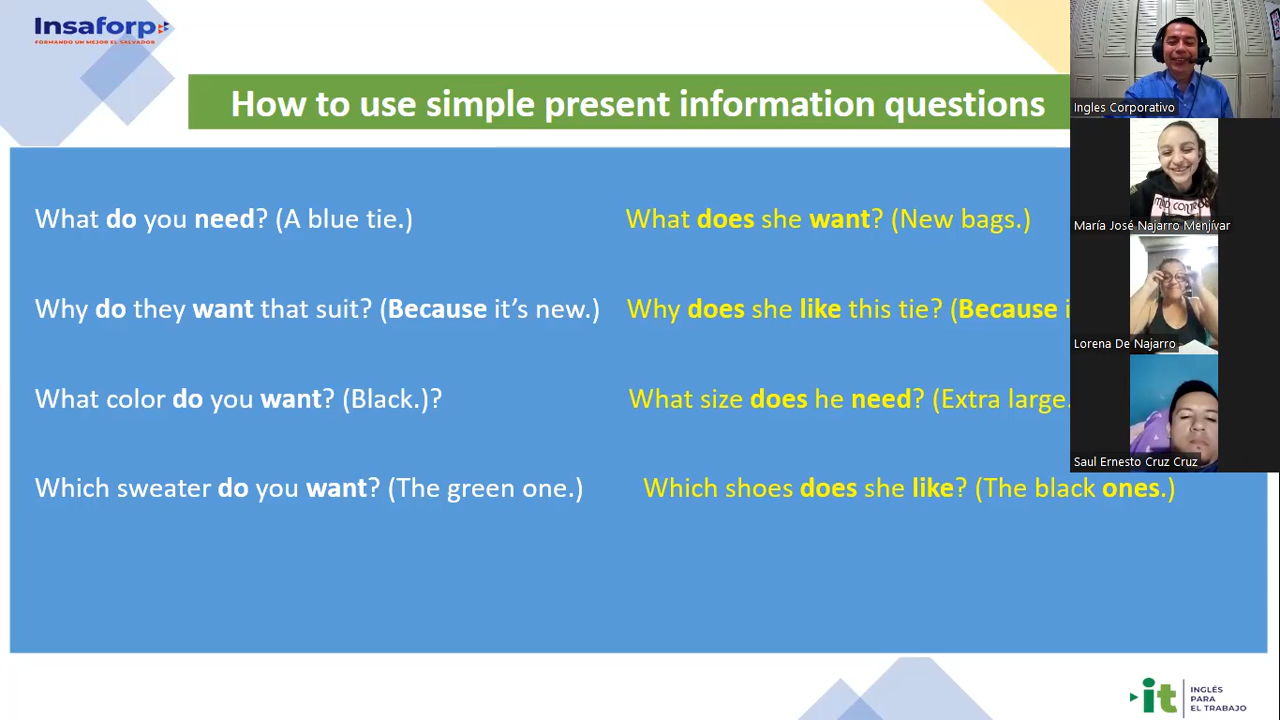 Insaforp
FORMANDO UN MEJOR EL SALVADOR
How to use simple present information questions
What do you need? (A blue tie.)
What does she want? (New bags.)
Why do they want that suit? (Because it's new.)
Why does she like this tie? (Because i
What color do you want? (Black.)?
What size does he need? (Extra large.
Which sweater do you want? (The green one.)
Which shoes does she like? (The black ones.)
Ingles Corporativo
María José Najarro Menjívar
Lorena De Najarro
Saul Ernesto Cruz Cruz
it
INGLÉS
PARA
EL TRABAJO